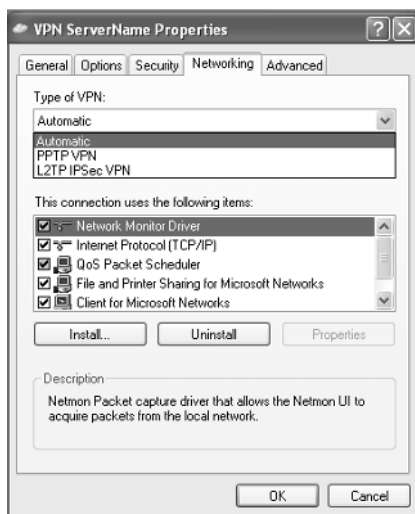 VPN ServerName Properties
General Options Security Networking Advanced
Type of VPN:
Automatic
Automatic
PPTP VPN
L2TP IPSec VPN
This connection uses the following items:
Network Monitor Driver
Internet Protocol (TCP/IP)
QoS Packet Scheduler
File and Printer Sharing for Microsoft Networks
Client for Microsoft Networks
Install... Uninstall Properties
Description
Netmon Packet capture driver that allows the Netmon UI to
acquire packets from the local network.
OK Cancel